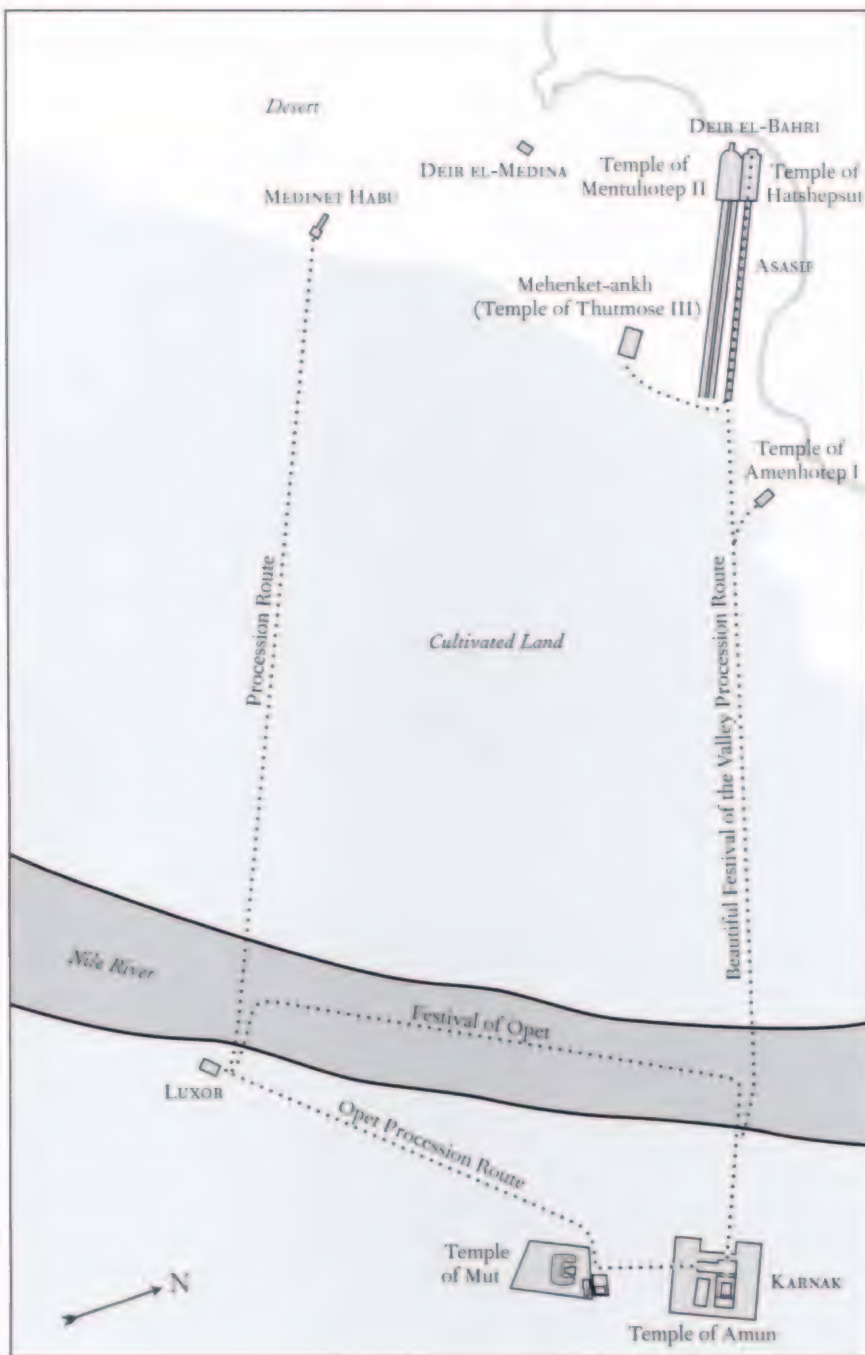 Desert
DEIR EL-BAHRI
DEIR EL-MEDINA
Temple of
Mentuhotep II
Temple of
Hatshepsut
MEDINET HABU
ASASIF
Mehenket-ankh
(Temple of Thutmose III)
Temple of
Amenhotep I
Procession Route
Beautiful Festival of the Valley Procession Route
Cultivated Land
Nile River
Festival of Opet
LUXOR
Opet Procession Route
Temple
of Mut
KARNAK
Temple of Amun
N